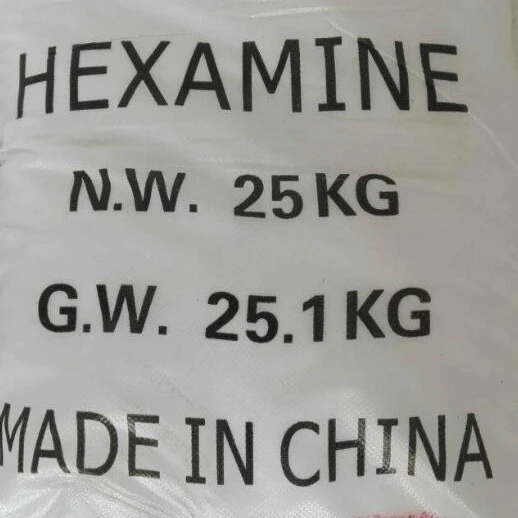 HEXAMINE
N.W. 25KG
G.W. 25.1KG
MADE IN CHINA